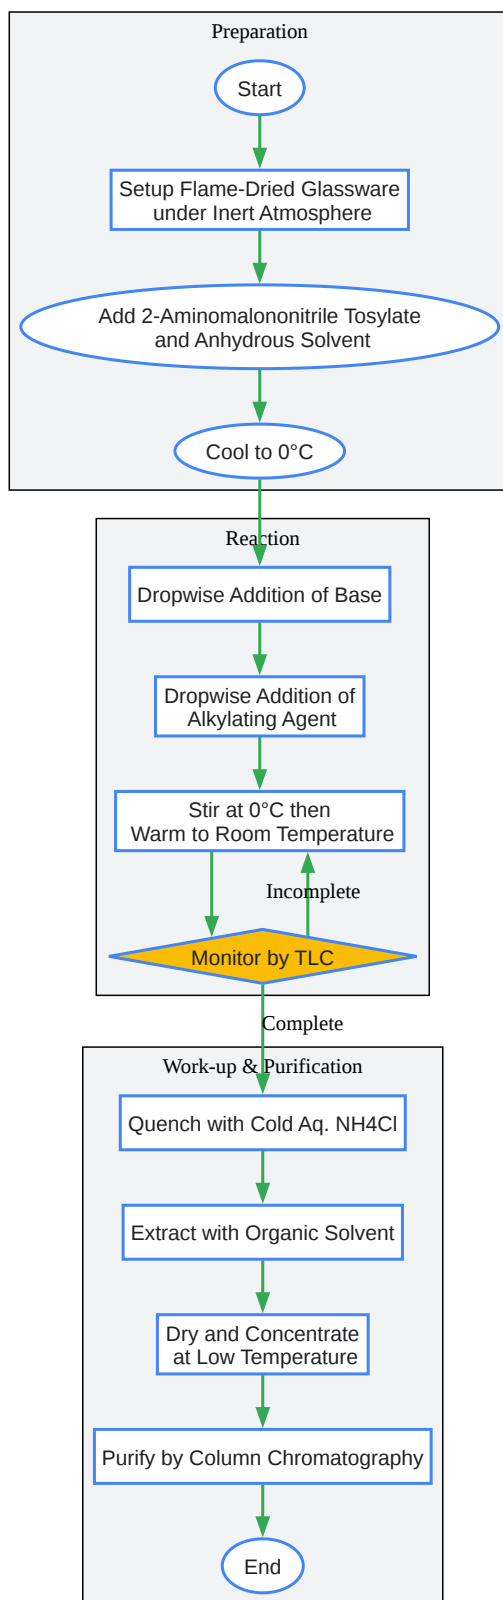 Preparation
Start
Setup Flame-Dried Glassware
under Inert Atmosphere
Add 2-Aminomalononitrile Tosylate
and Anhydrous Solvent
Cool to 0°C
Reaction
Dropwise Addition of Base
Dropwise Addition of
Alkylating Agent
Stir at 0°C then
Warm to Room Temperature
Incomplete
Monitor by TLC
Complete
Work-up & Purification
Quench with Cold Aq. NH4Cl
Extract with Organic Solvent
Dry and Concentrate
at Low Temperature
Purify by Column Chromatography
End